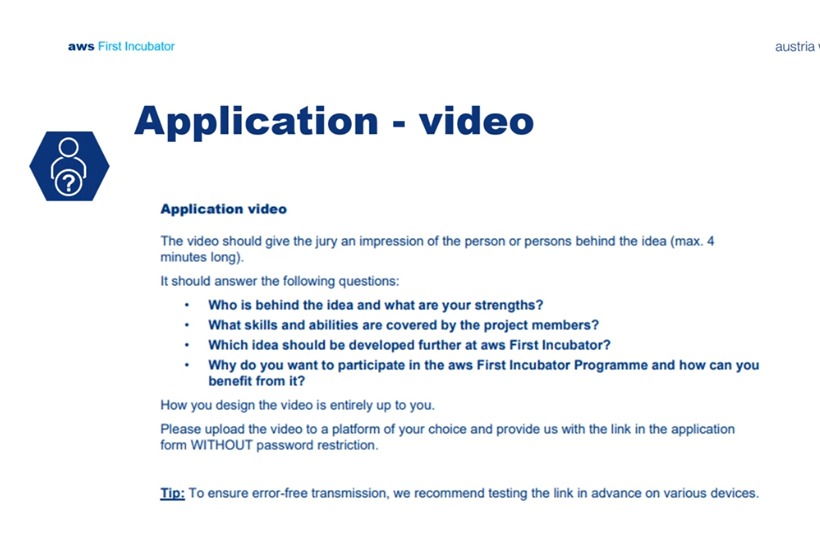 aws First Incubator
austria
Application - video
?
Application video
The video should give the jury an impression of the person or persons behind the idea (max. 4
minutes long).
It should answer the following questions:
• Who is behind the idea and what are your strengths?
• What skills and abilities are covered by the project members?
• Which idea should be developed further at aws First Incubator?
• Why do you want to participate in the aws First Incubator Programme and how can you
benefit from it?
How you design the video is entirely up to you.
Please upload the video to a platform of your choice and provide us with the link in the application
form WITHOUT password restriction.
Tip: To ensure error-free transmission, we recommend testing the link in advance on various devices.